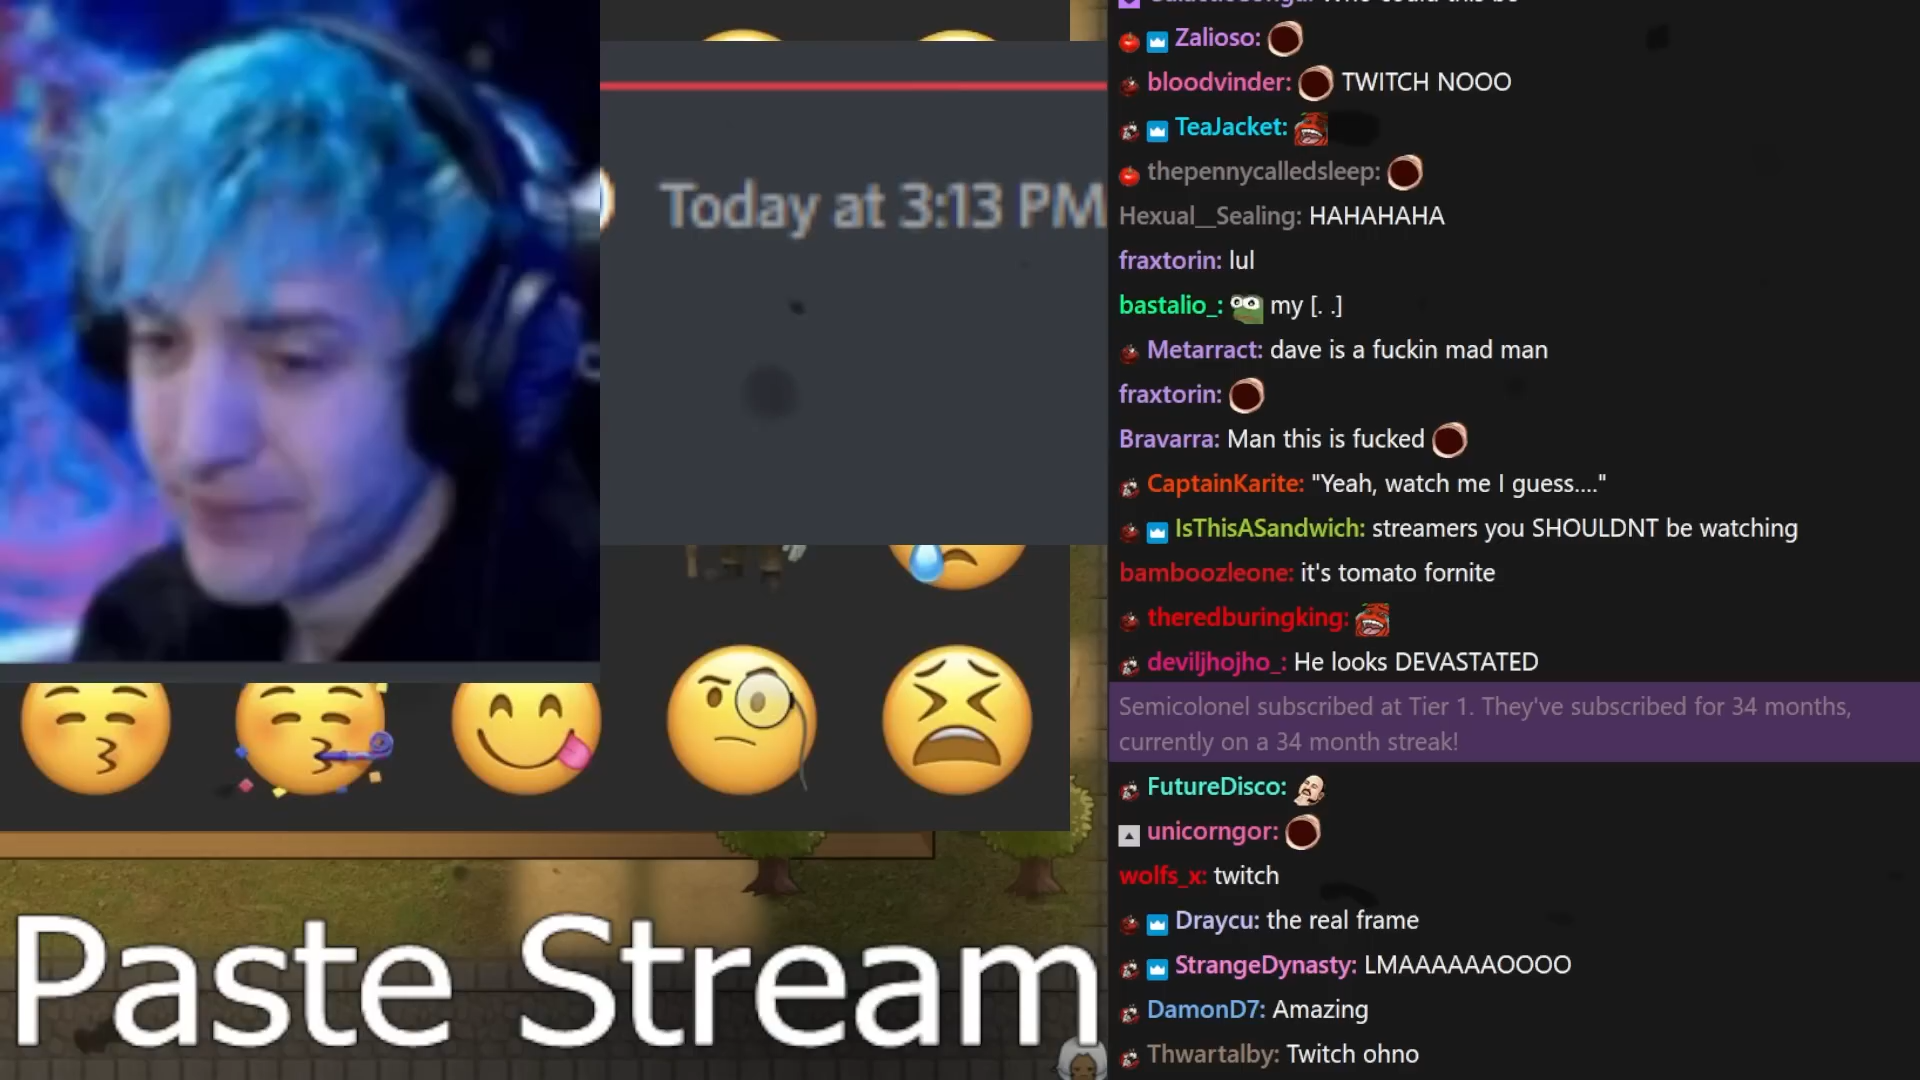 Today at 3:13 PM
Paste Stream
Zalioso:
bloodvinder: TWITCH NOOO
TeaJacket:
thepennycalledsleep:
Hexual__Sealing: HAHAHAHA
fraxtorin: lul
bastalio_: my [. .]
Metarract: dave is a fuckin mad man
fraxtorin:
Bravarra: Man this is fucked
CaptainKarite: "Yeah, watch me I guess...."
IsThisASandwich: streamers you SHOULDNT be watching
bamboozleone: it's tomato fornite
theredburingking:
deviljhojho_: He looks DEVASTATED
Semicolonel subscribed at Tier 1. They've subscribed for 34 months,
currently on a 34 month streak!
FutureDisco:
unicorngor:
wolfs_x: twitch
Draycu: the real frame
StrangeDynasty: LMAAAAAAOOOO
DamonD7: Amazing
Thwartalby: Twitch ohno